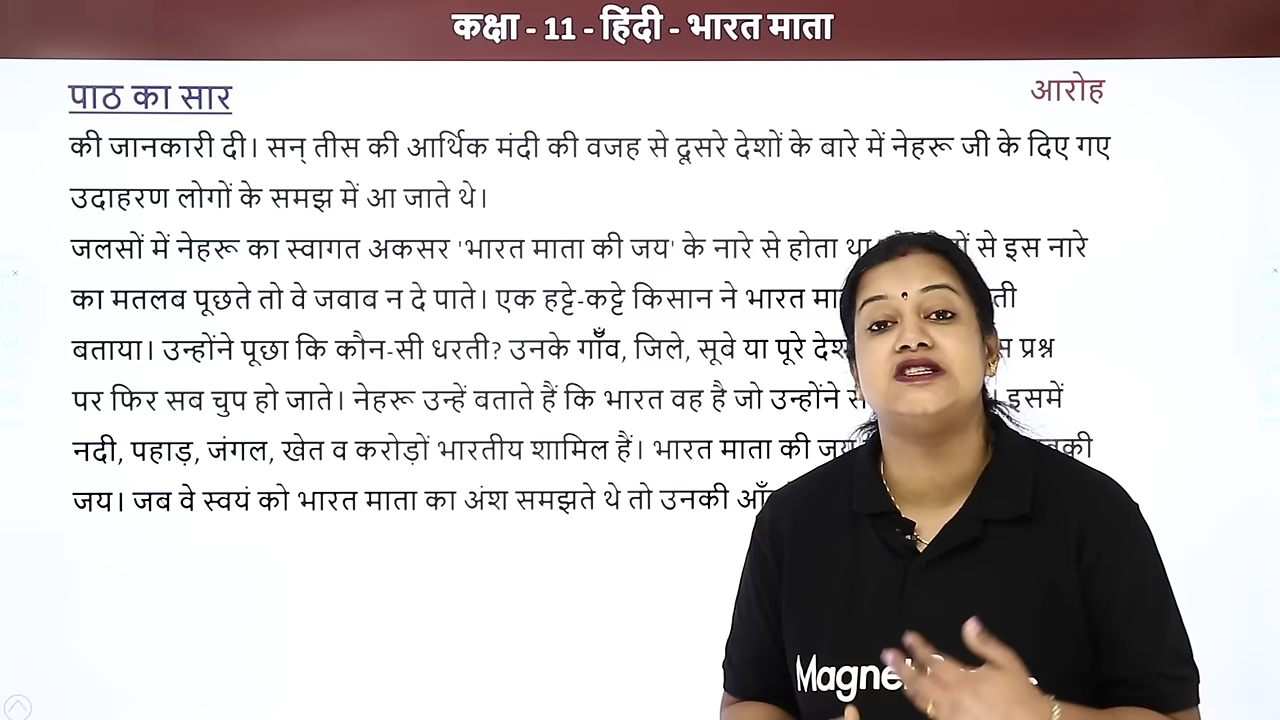 कक्षा - 11 - हिंदी - भारत माता
पाठ का सार
आरोह
की जानकारी दी। सन् तीस की आर्थिक मंदी की वजह से दूसरे देशों के बारे में नेहरू जी के दिए गए
उदाहरण लोगों के समझ में आ जाते थे।
जलसों में नेहरू का स्वागत अकसर 'भारत माता की जय' के नारे से होता था से इस नारे
का मतलब पूछते तो वे जवाब न दे पाते। एक हट्टे-कट्टे किसान ने भारत
बताया। उन्होंने पूछा कि कौन-सी धरती? उनके गाँव, जिले, सूबे या पूरे प्रश्न
पर फिर सब चुप हो जाते। नेहरू उन्हें बताते हैं कि भारत वह है जो उन्होंने इसमें
नदी, पहाड़, जंगल, खेत व करोड़ों भारतीय शामिल हैं। भारत माता की
जय। जब वे स्वयं को भारत माता का अंश समझते थे तो उनकी